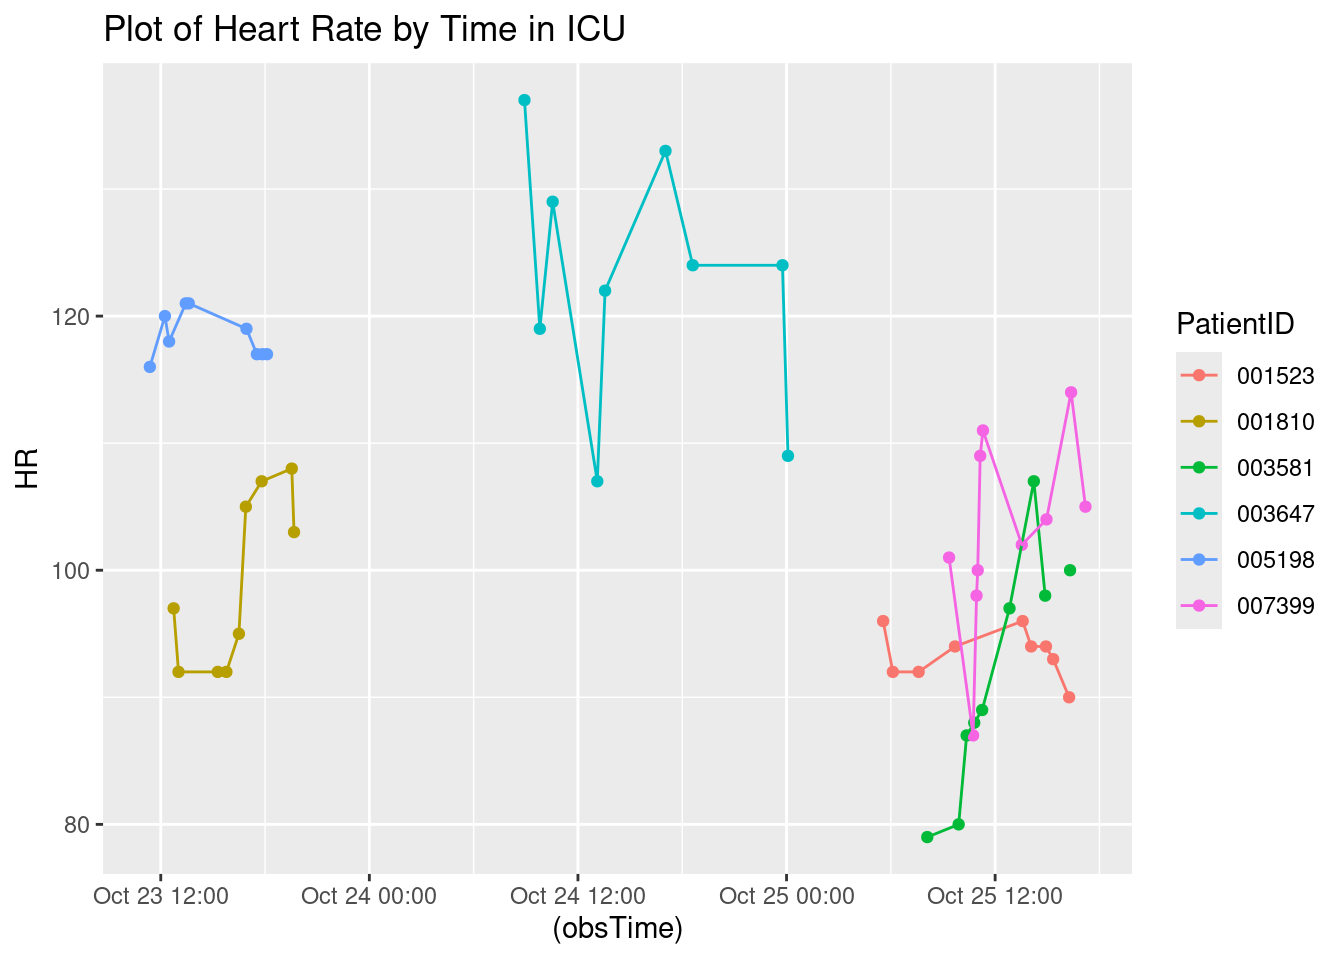 Plot of Heart Rate by Time in ICU
HR
120
100
80
Oct 23 12:00
Oct 24 00:00
Oct 24 12:00
Oct 25 00:00
Oct 25 12:00
(obsTime)
PatientID
001523
001810
003581
003647
005198
007399